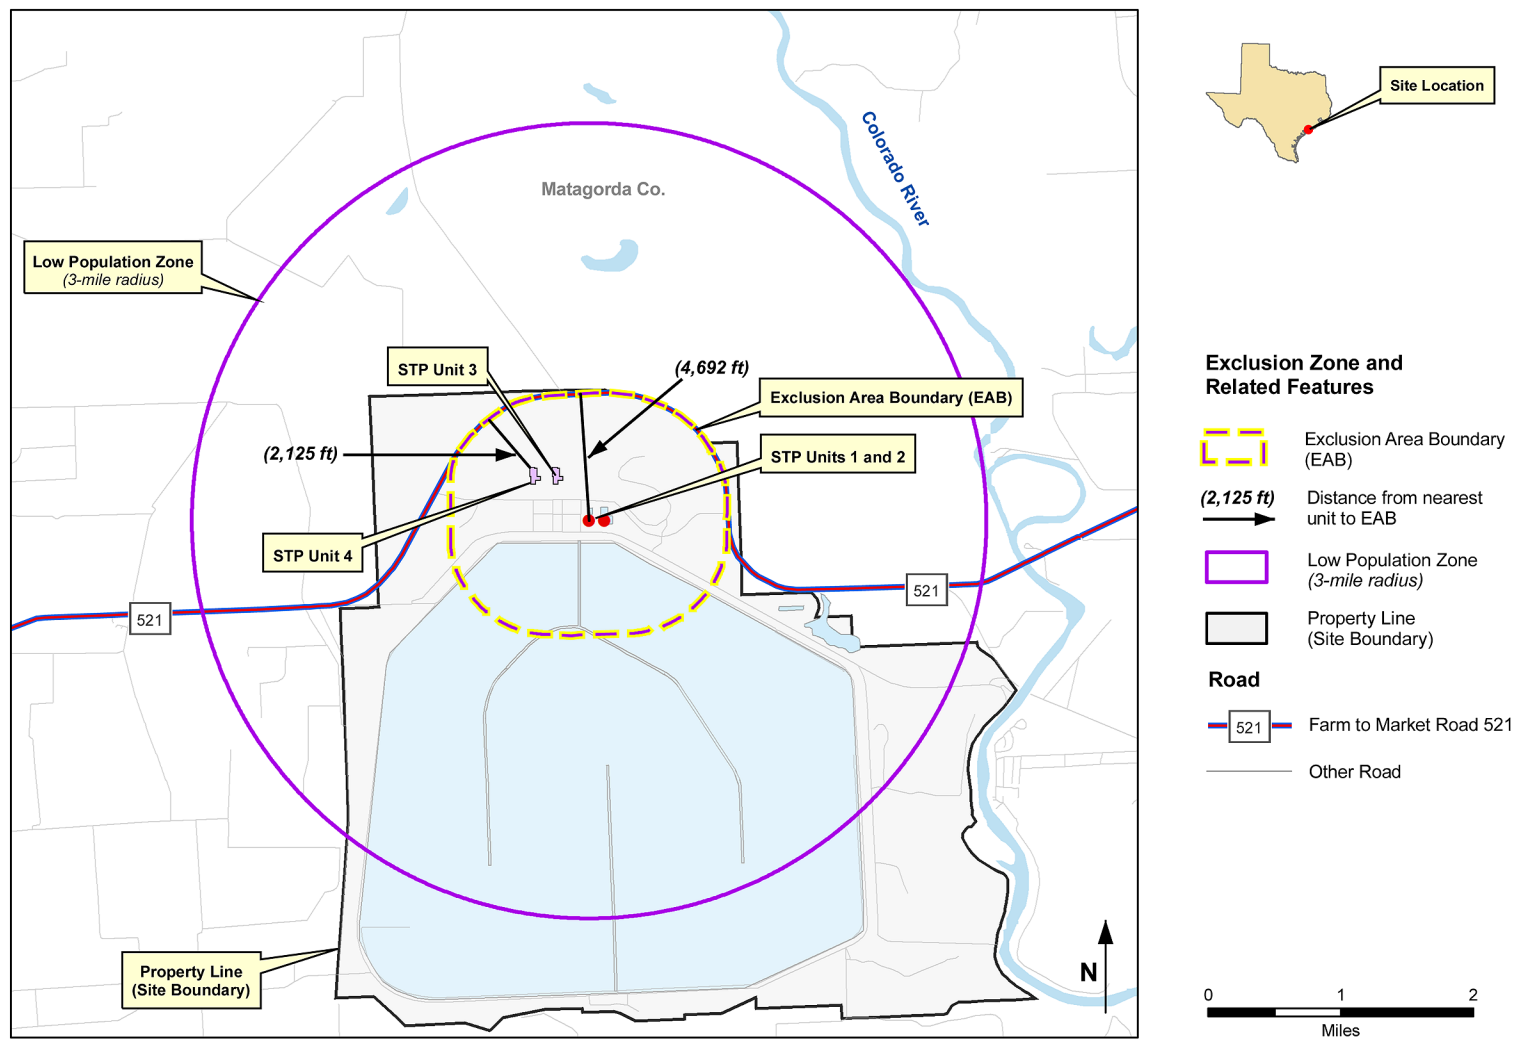 Colorado River
Matagorda Co.
Low Population Zone
(3-mile radius)
STP Unit 3
(4,692 ft)
Exclusion Area Boundary (EAB)
(2,125 ft)
STP Units 1 and 2
STP Unit 4
521
521
Property Line
(Site Boundary)
N
Site Location
Exclusion Zone and
Related Features
Exclusion Area Boundary
(EAB)
(2,125 ft)
Distance from nearest
unit to EAB
Low Population Zone
(3-mile radius)
Property Line
(Site Boundary)
Road
521
Farm to Market Road 521
Other Road
0 1 2
Miles